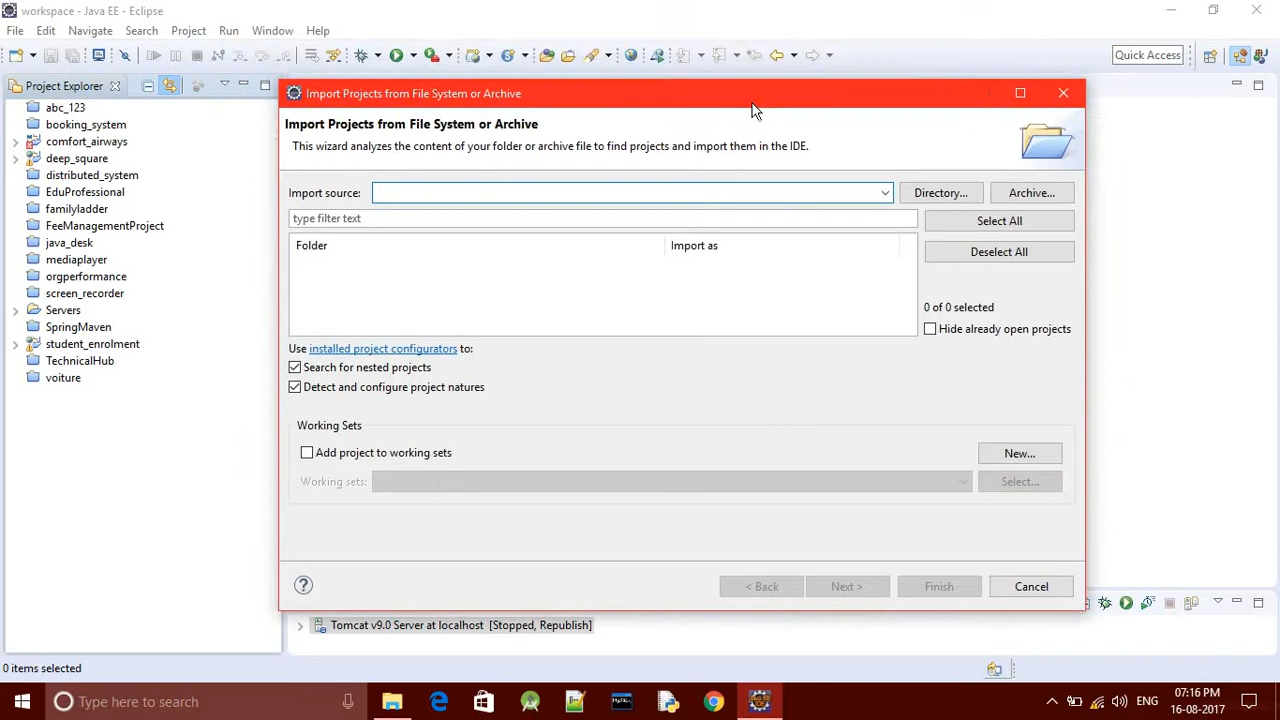 workspace - Java EE - Eclipse
File Edit Navigate Search Project Run Window Help
Quick Access
Project Explorer
abc_123
booking_system
comfort_airways
deep_square
distributed_system
EduProfessional
familyladder
FeeManagementProject
java_desk
mediaplayer
orgperformance
screen_recorder
Servers
SpringMaven
student_enrolment
TechnicalHub
voiture
Import Projects from File System or Archive
Import Projects from File System or Archive
This wizard analyzes the content of your folder or archive file to find projects and import them in the IDE.
Import source: Directory... Archive...
type filter text
Select All
Folder Import as
Deselect All
0 of 0 selected
Hide already open projects
Use installed project configurators to:
Search for nested projects
Detect and configure project natures
Working Sets
Add project to working sets New...
Working sets: Select...
? < Back Next > Finish Cancel
Tomcat v9.0 Server at localhost [Stopped, Republish]
0 items selected
Type here to search
ENG
07:16 PM
16-08-2017